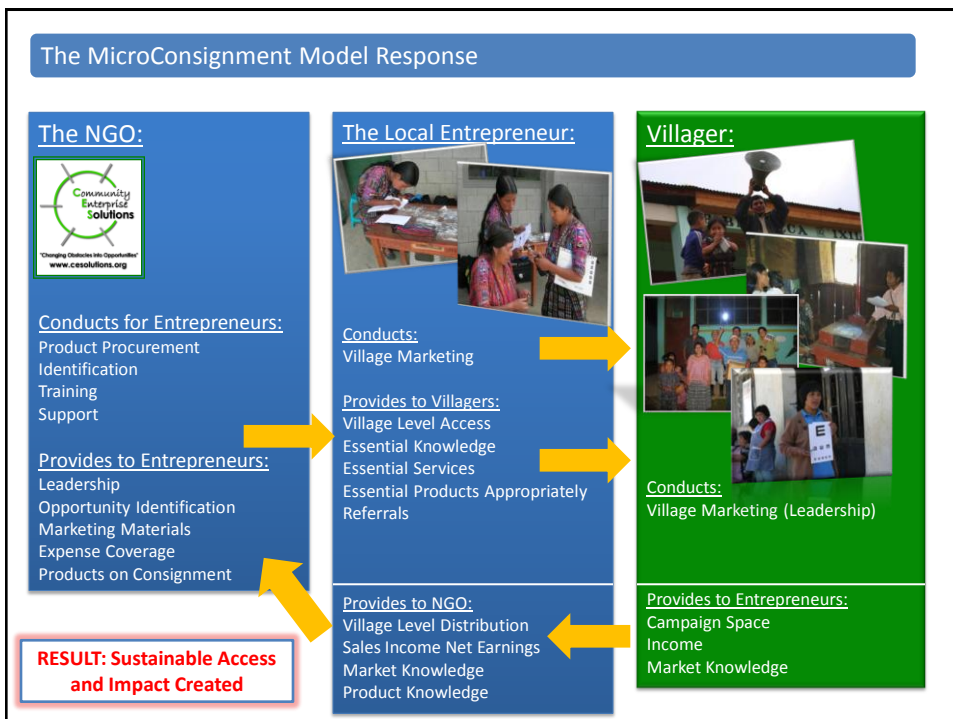 The MicroConsignment Model Response
The NGO:
Community
Enterprise
Solutions
"Changing Obstacles Into Opportunities"
www.cesolutions.org
Conducts for Entrepreneurs:
Product Procurement
Identification
Training
Support
Provides to Entrepreneurs:
Leadership
Opportunity Identification
Marketing Materials
Expense Coverage
Products on Consignment
RESULT: Sustainable Access
and Impact Created
The Local Entrepreneur:
Conducts:
Village Marketing
Provides to Villagers:
Village Level Access
Essential Knowledge
Essential Services
Essential Products Appropriately
Referrals
Provides to NGO:
Village Level Distribution
Sales Income Net Earnings
Market Knowledge
Product Knowledge
Villager:
E
Conducts:
Village Marketing (Leadership)
Provides to Entrepreneurs:
Campaign Space
Income
Market Knowledge